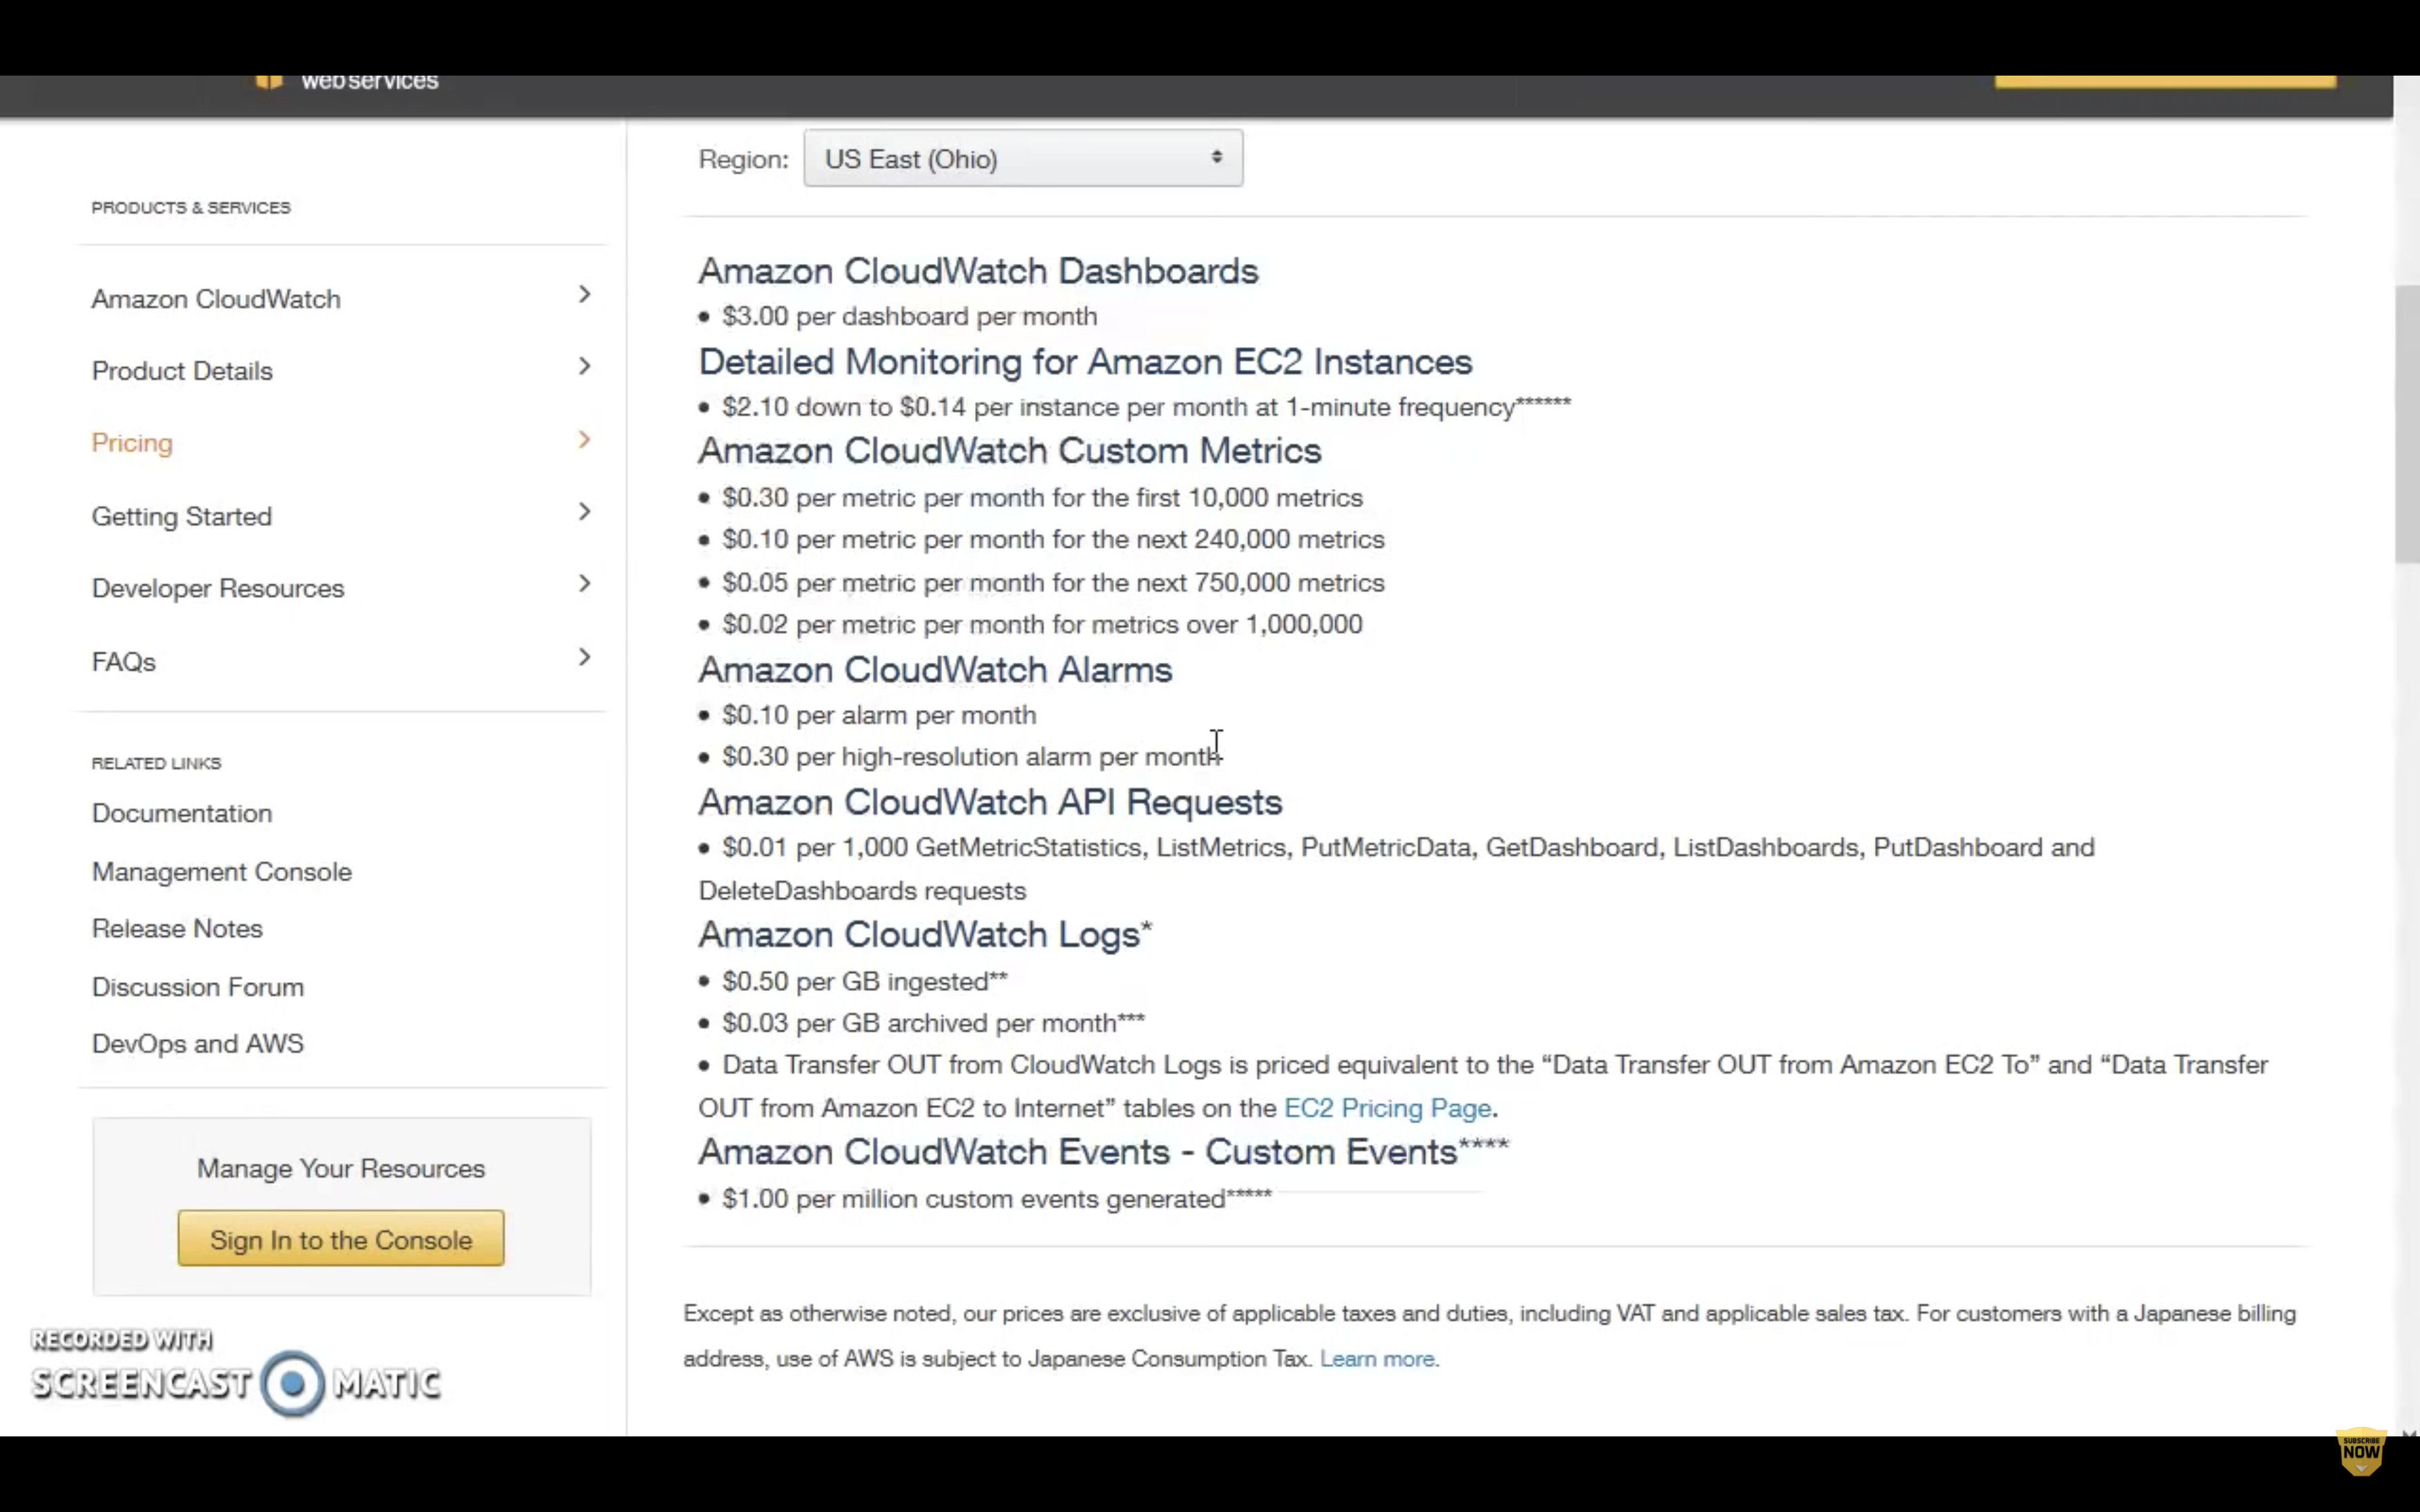 web services
Region: US East (Ohio)
PRODUCTS & SERVICES
Amazon CloudWatch
Product Details
Pricing
Getting Started
Developer Resources
FAQs
RELATED LINKS
Documentation
Management Console
Release Notes
Discussion Forum
DevOps and AWS
Manage Your Resources
Sign In to the Console
Amazon CloudWatch Dashboards
• $3.00 per dashboard per month
Detailed Monitoring for Amazon EC2 Instances
• $2.10 down to $0.14 per instance per month at 1-minute frequency******
Amazon CloudWatch Custom Metrics
• $0.30 per metric per month for the first 10,000 metrics
• $0.10 per metric per month for the next 240,000 metrics
• $0.05 per metric per month for the next 750,000 metrics
• $0.02 per metric per month for metrics over 1,000,000
Amazon CloudWatch Alarms
• $0.10 per alarm per month
• $0.30 per high-resolution alarm per month
Amazon CloudWatch API Requests
• $0.01 per 1,000 GetMetricStatistics, ListMetrics, PutMetricData, GetDashboard, ListDashboards, PutDashboard and
DeleteDashboards requests
Amazon CloudWatch Logs*
• $0.50 per GB ingested**
• $0.03 per GB archived per month***
• Data Transfer OUT from CloudWatch Logs is priced equivalent to the “Data Transfer OUT from Amazon EC2 To” and “Data Transfer
OUT from Amazon EC2 to Internet” tables on the EC2 Pricing Page.
Amazon CloudWatch Events - Custom Events****
• $1.00 per million custom events generated*****
Except as otherwise noted, our prices are exclusive of applicable taxes and duties, including VAT and applicable sales tax. For customers with a Japanese billing
address, use of AWS is subject to Japanese Consumption Tax. Learn more.
RECORDED WITH
SCREENCAST MATIC
SUBSCRIBE
NOW